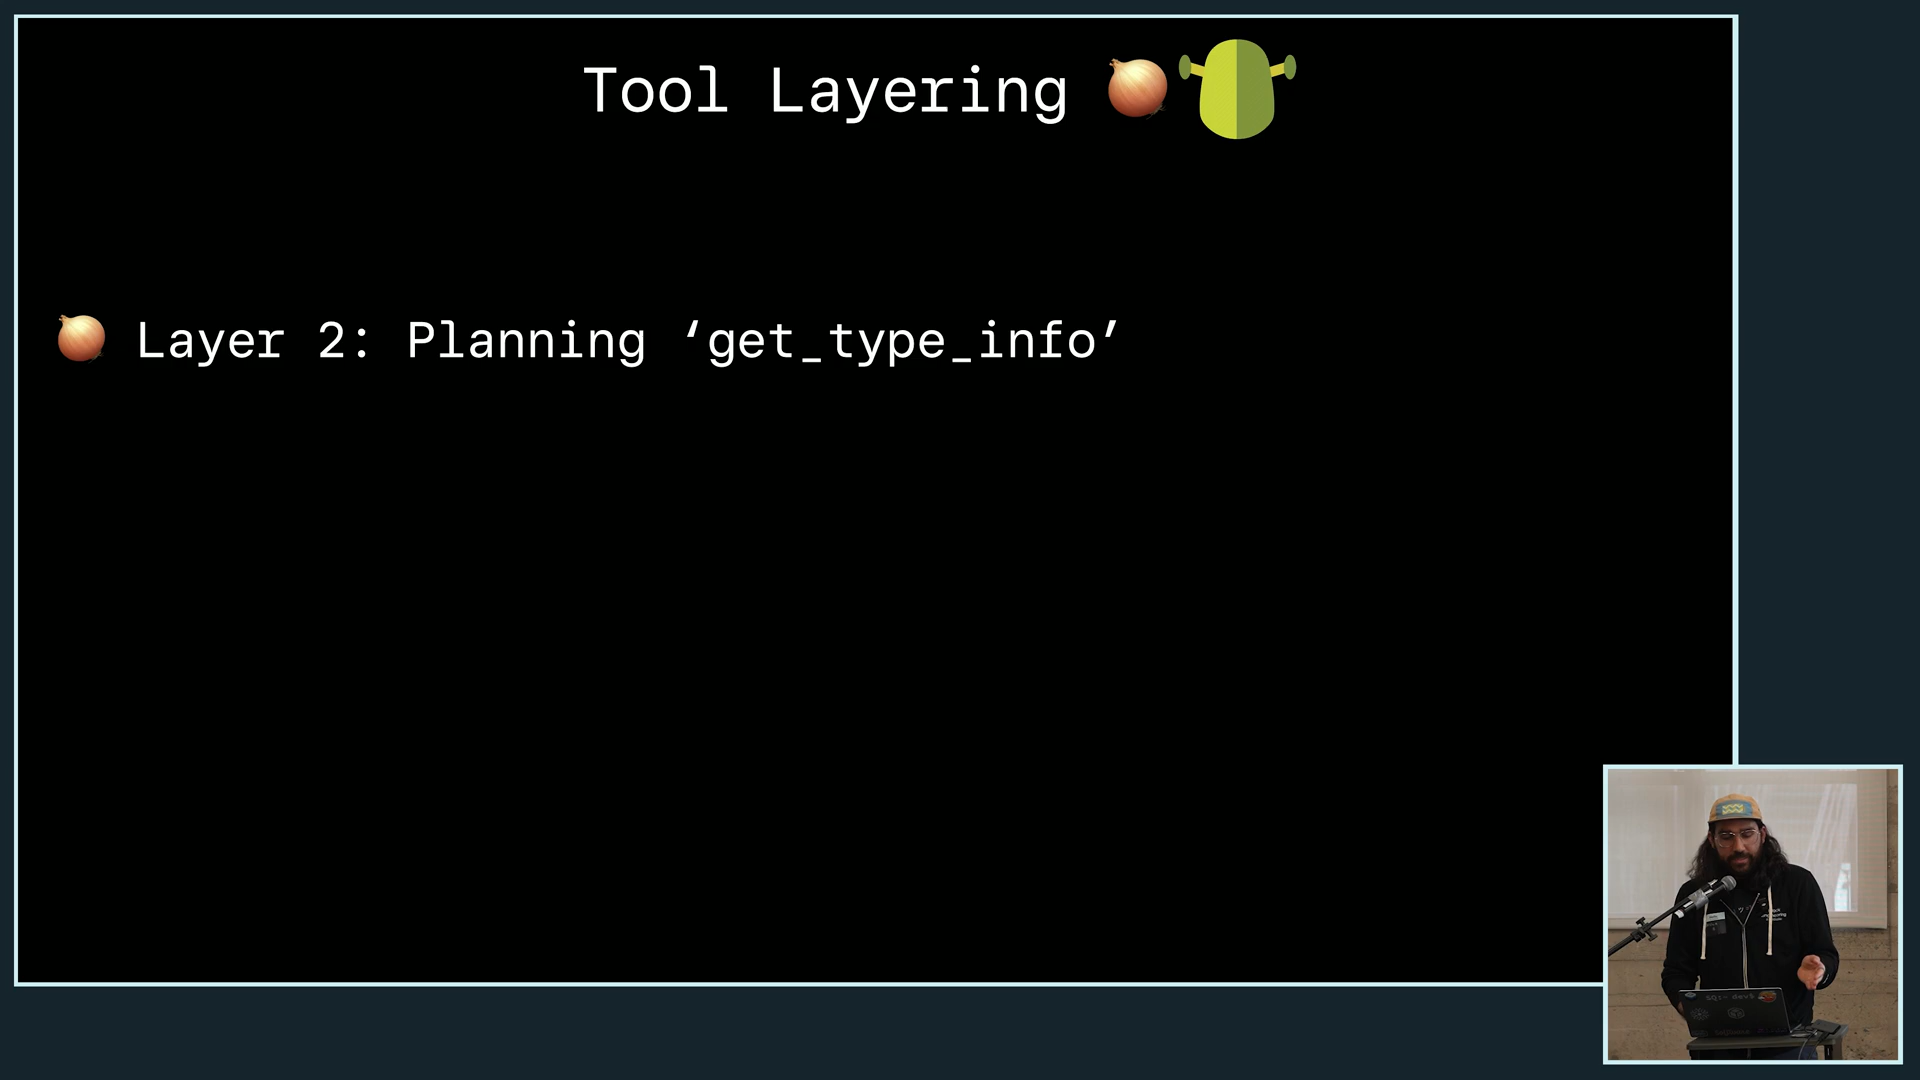 Tool Layering
Layer 2: Planning ‘get_type_info’